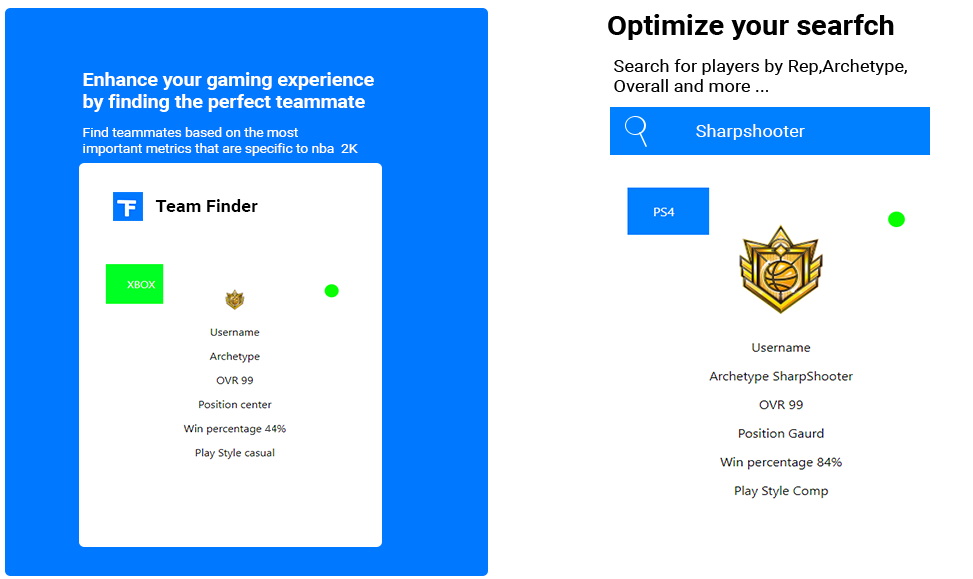 Enhance your gaming experience
by finding the perfect teammate
Find teammates based on the most
important metrics that are specific to nba 2K
TF
Team Finder
XBOX
Username
Archetype
OVR 99
Position center
Win percentage 44%
Play Style casual
Optimize your searfch
Search for players by Rep,Archetype,
Overall and more ...
Sharpshooter
PS4
Username
Archetype SharpShooter
OVR 99
Position Gaurd
Win percentage 84%
Play Style Comp